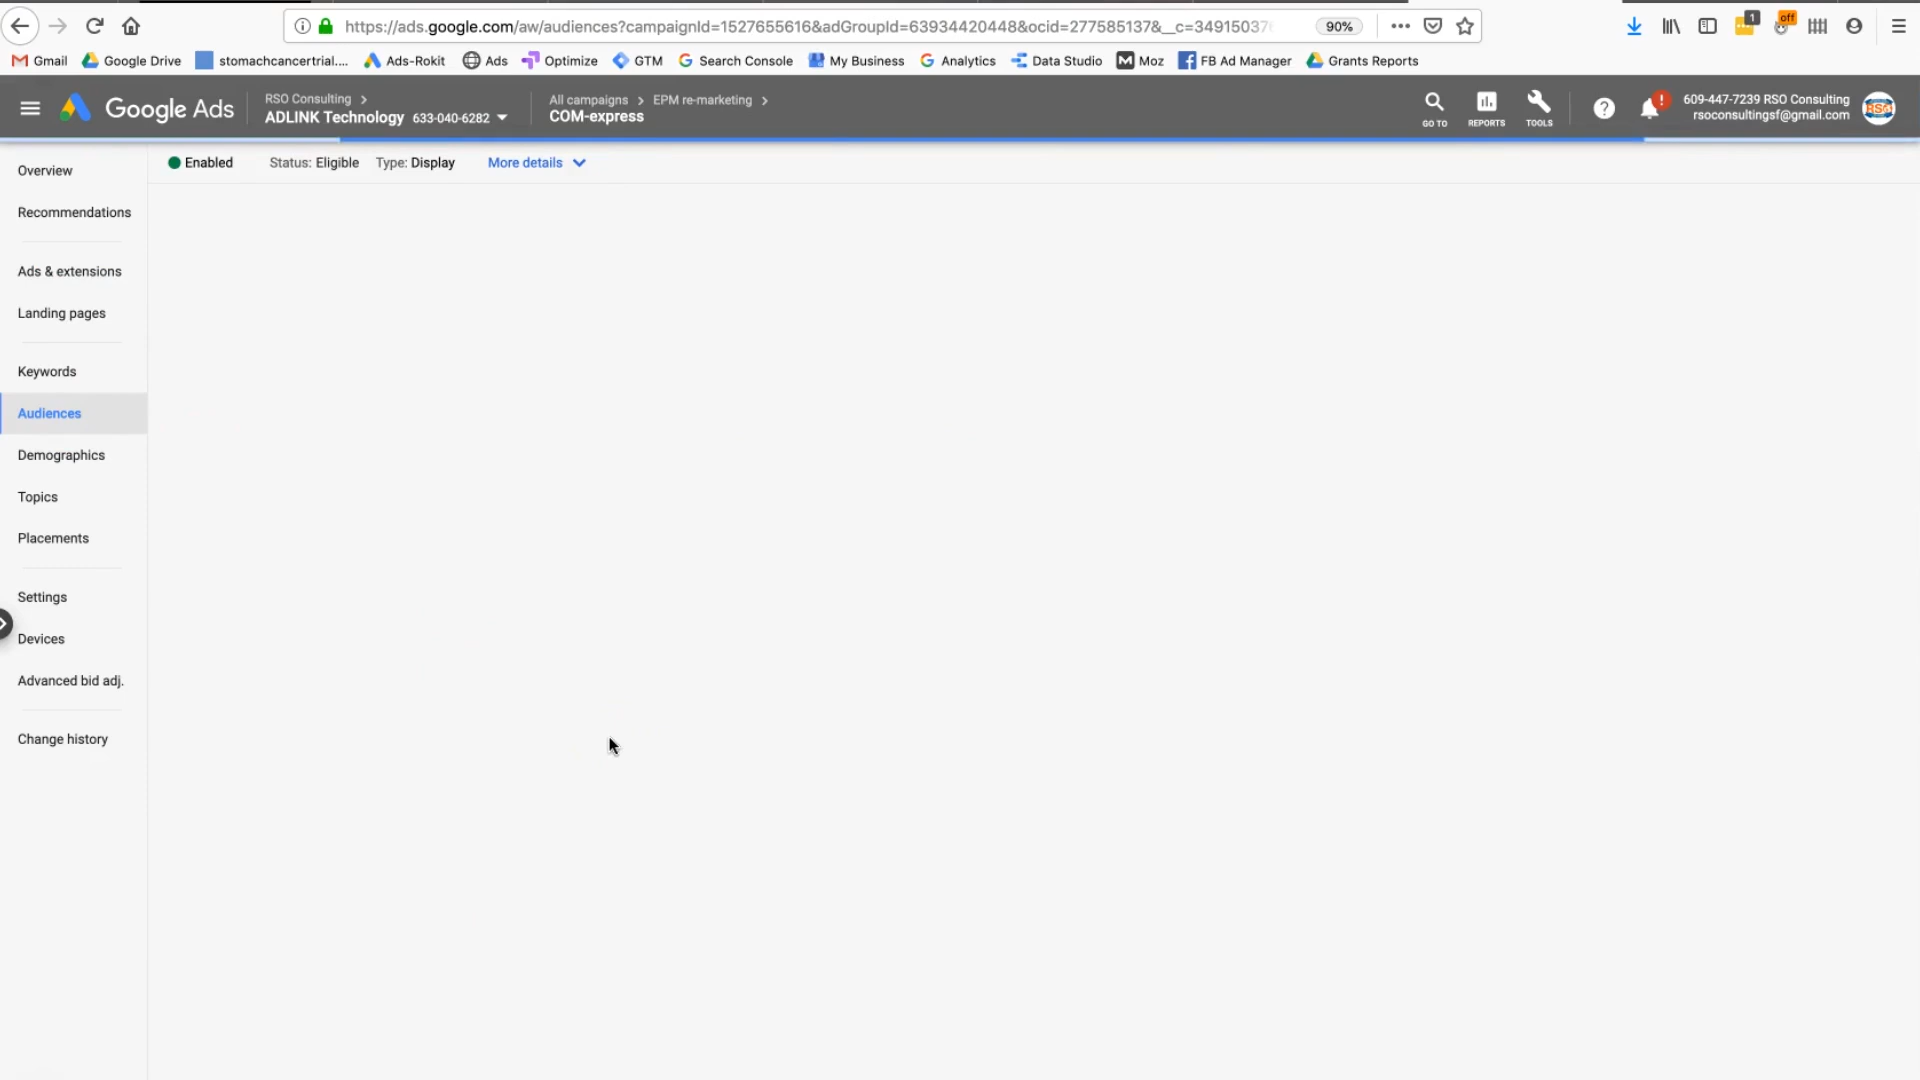 https://ads.google.com/aw/audiences?campaignId=1527655616&adGroupId=63934420448&ocid=277585137&__c=34915037
90%
1
off
Gmail
Google Drive
stomachcancertrial....
Ads-Rokit
Ads
Optimize
GTM
Search Console
My Business
Analytics
Data Studio
Moz
FB Ad Manager
Grants Reports
Google Ads
RSO Consulting
ADLINK Technology 633-040-6282
All campaigns > EPM re-marketing >
COM-express
GO TO
REPORTS
TOOLS
!
609-447-7239 RSO Consulting
rsoconsultingsf@gmail.com
RSO
Enabled
Status: Eligible
Type: Display
More details
Overview
Recommendations
Ads & extensions
Landing pages
Keywords
Audiences
Demographics
Topics
Placements
Settings
Devices
Advanced bid adj.
Change history